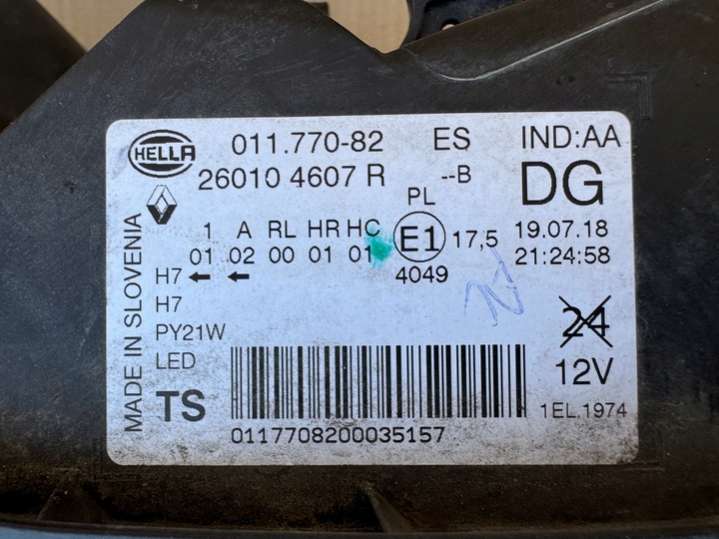 HELLA 011.770-82 ES IND:AA
26010 4607 R --B DG
PL
1 A RL HR HC E1 17,5 19.07.18
01 02 00 01 01 4049 21:24:58
H7
H7
PY21W 24
LED 12V
TS 1EL.1974
0117708200035157
MADE IN SLOVENIA